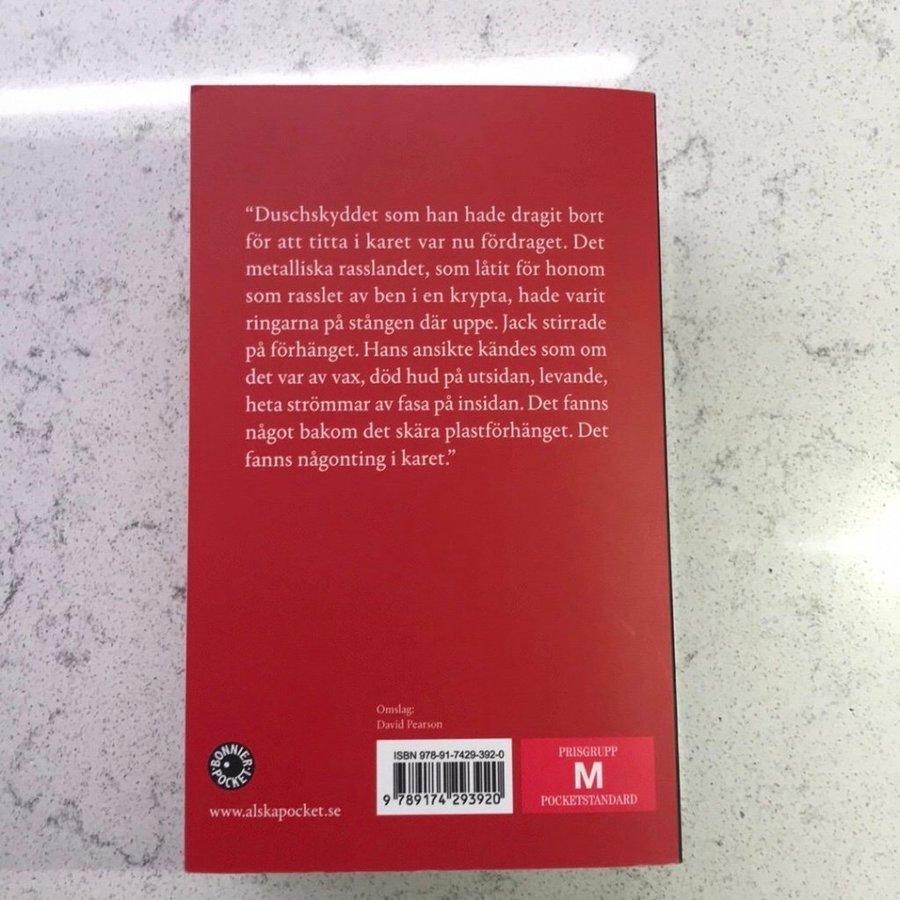 “Duschskyddet som han hade dragit bort
för att titta i karet var nu fördraget. Det
metalliska rasslandet, som låtit för honom
som rasslet av ben i en krypta, hade varit
ringarna på stången där uppe. Jack stirrade
på förhänget. Hans ansikte kändes som om
det var av vax, död hud på utsidan, levande,
heta strömmar av fasa på insidan. Det fanns
något bakom det skära plastförhänget. Det
fanns någonting i karet.”
Omslag:
David Pearson
BONNIER
POCKET
www.alskapocket.se
ISBN 978-91-7429-392-0
9 789174 293920
PRISGRUPP
M
POCKETSTANDARD